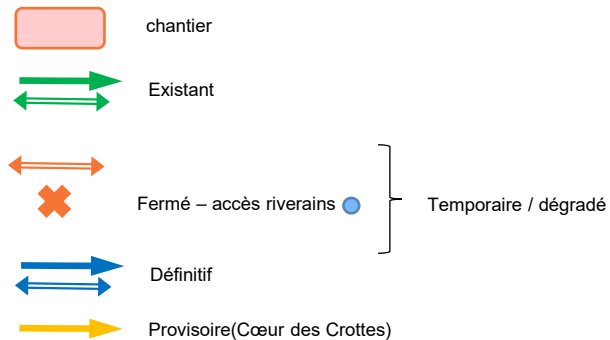 chantier
Existant
Fermé – accès riverains
Temporaire / dégradé
Définitif
Provisoire(Cœur des Crottes)